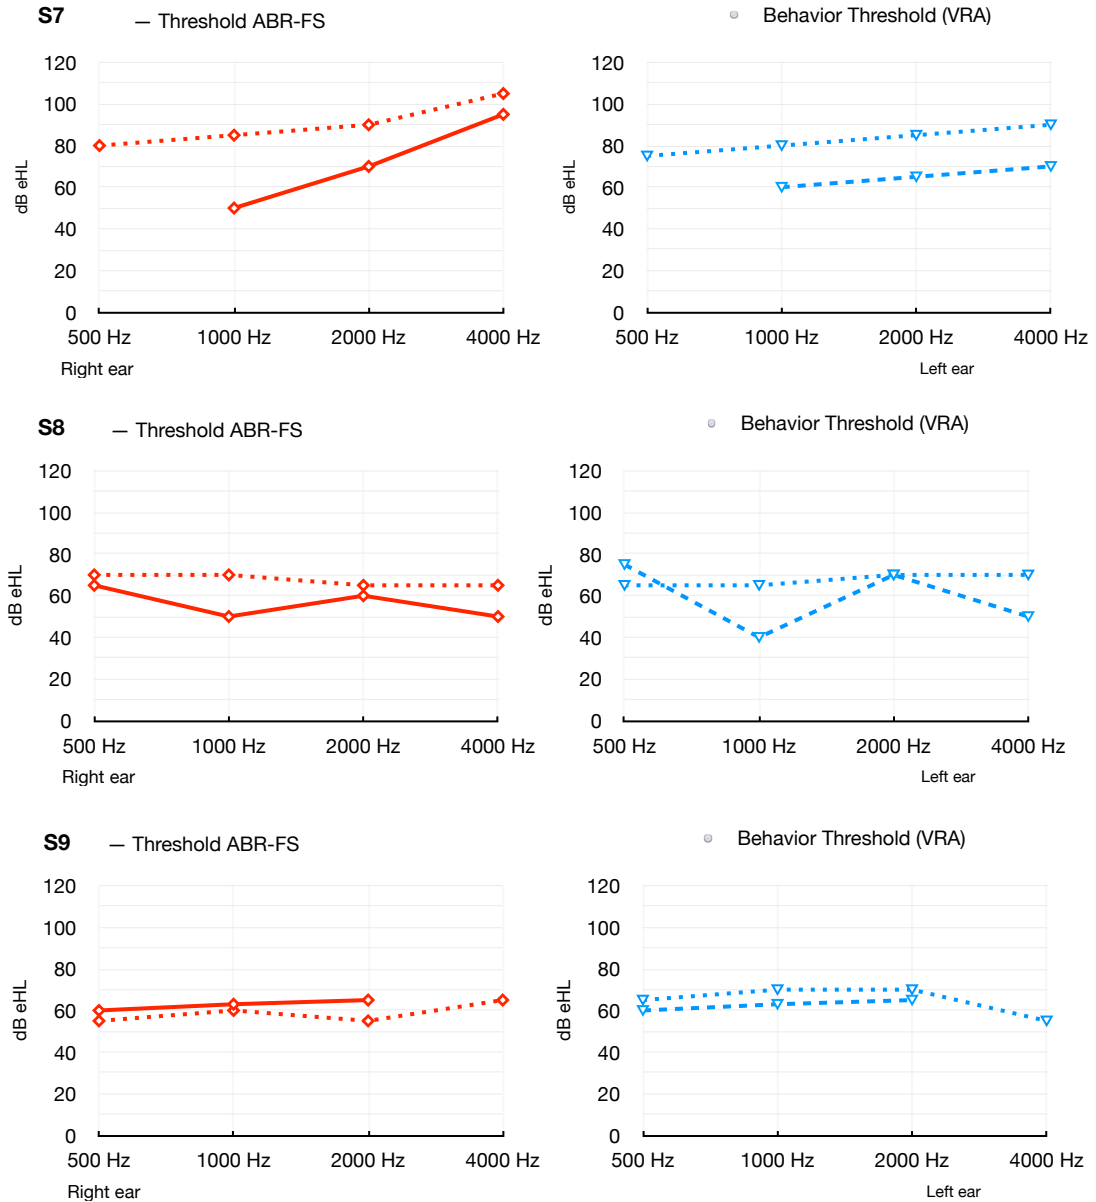 S7
— Threshold ABR-FS
Behavior Threshold (VRA)
120
100
80
60
40
20
0
dB eHL
500 Hz 1000 Hz 2000 Hz 4000 Hz
Right ear
120
100
80
60
40
20
0
dB eHL
500 Hz 1000 Hz 2000 Hz 4000 Hz
Left ear
S8
— Threshold ABR-FS
Behavior Threshold (VRA)
120
100
80
60
40
20
0
dB eHL
500 Hz 1000 Hz 2000 Hz 4000 Hz
Right ear
120
100
80
60
40
20
0
dB eHL
500 Hz 1000 Hz 2000 Hz 4000 Hz
Left ear
S9
— Threshold ABR-FS
Behavior Threshold (VRA)
120
100
80
60
40
20
0
dB eHL
500 Hz 1000 Hz 2000 Hz 4000 Hz
Right ear
120
100
80
60
40
20
0
dB eHL
500 Hz 1000 Hz 2000 Hz 4000 Hz
Left ear